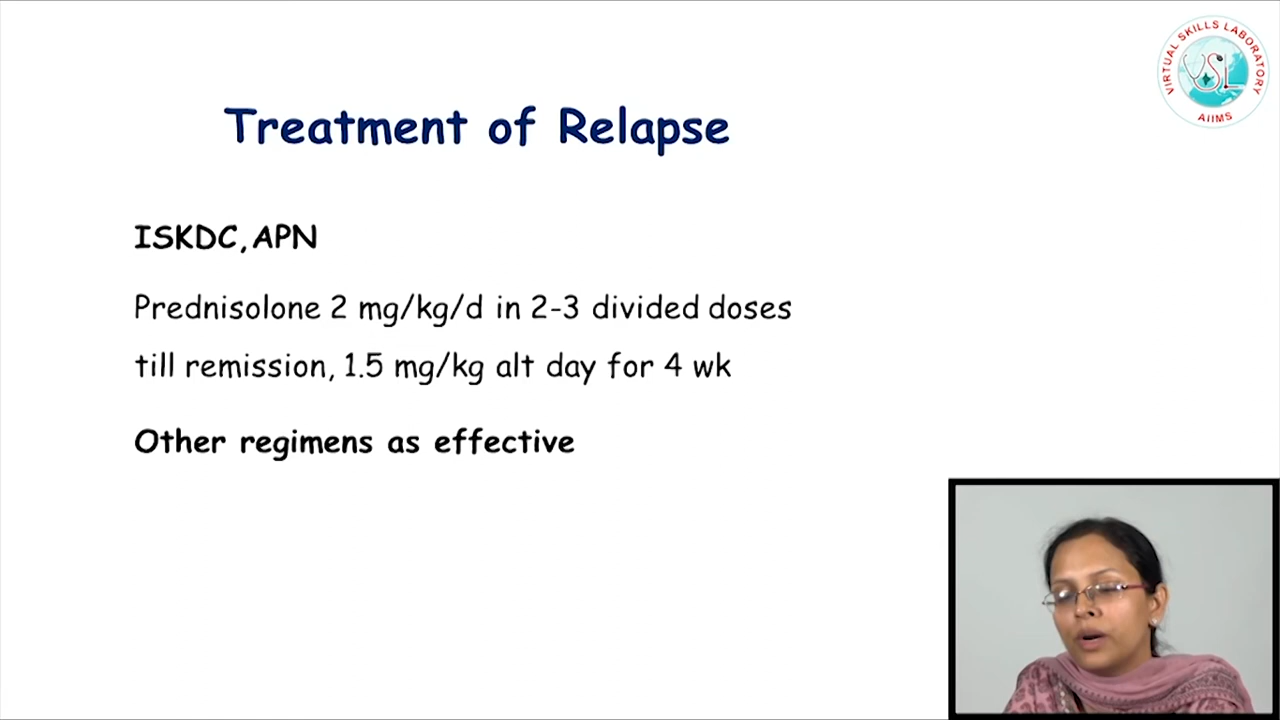 VIRTUAL SKILLS LABORATORY
VSL
AIIMS
Treatment of Relapse
ISKDC, APN
Prednisolone 2 mg/kg/d in 2-3 divided doses
till remission, 1.5 mg/kg alt day for 4 wk
Other regimens as effective